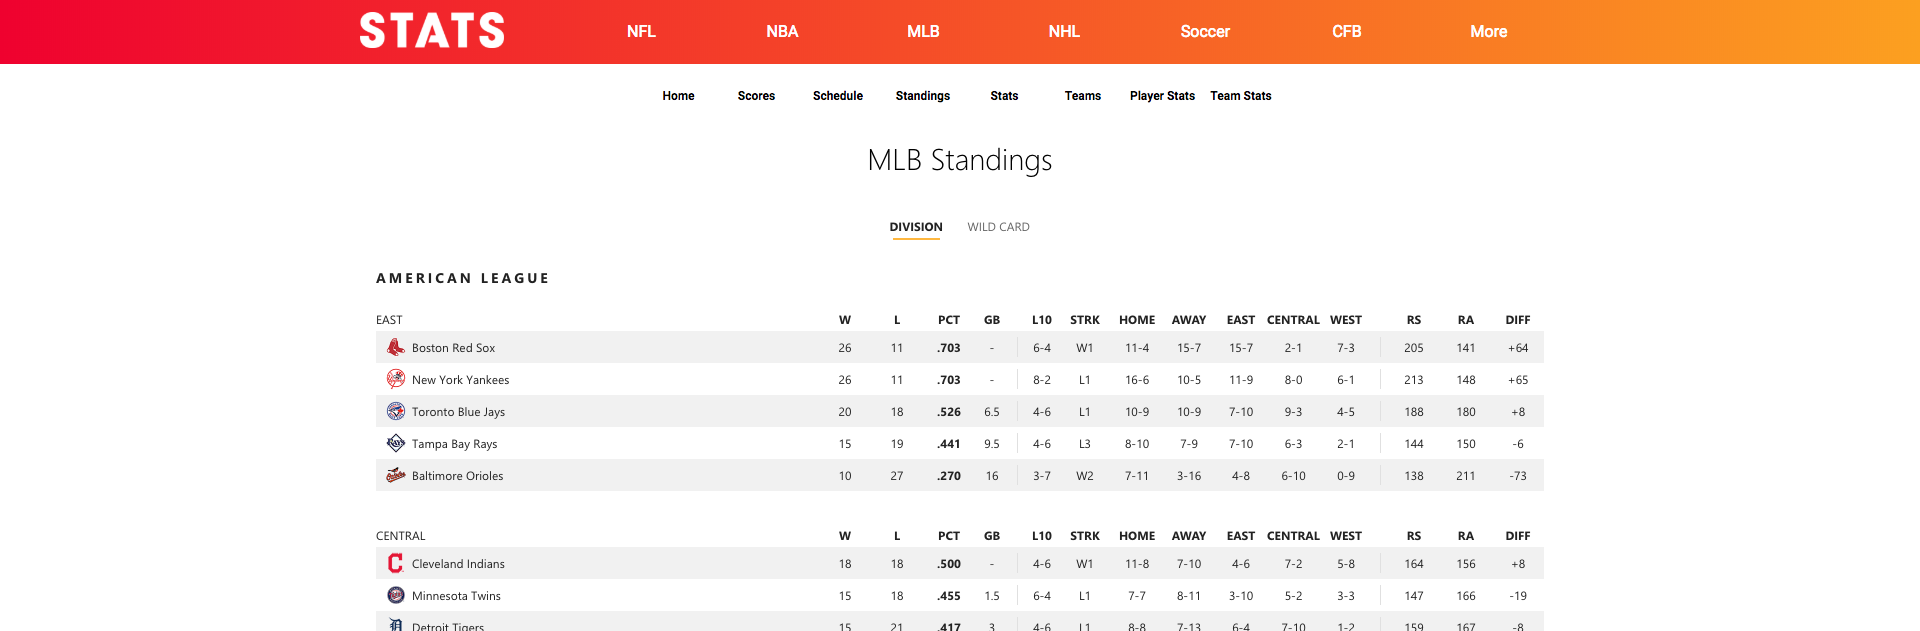 STATS NFL NBA MLB NHL Soccer CFB More
Home Scores Schedule Standings Stats Teams Player Stats Team Stats
MLB Standings
DIVISION WILD CARD
AMERICAN LEAGUE
EAST W L PCT GB L10 STRK HOME AWAY EAST CENTRAL WEST RS RA DIFF
Boston Red Sox 26 11 .703 - 6-4 W1 11-4 15-7 15-7 2-1 7-3 205 141 +64
New York Yankees 26 11 .703 - 8-2 L1 16-6 10-5 11-9 8-0 6-1 213 148 +65
Toronto Blue Jays 20 18 .526 6.5 4-6 L1 10-9 10-9 7-10 9-3 4-5 188 180 +8
Tampa Bay Rays 15 19 .441 9.5 4-6 L3 8-10 7-9 7-10 6-3 2-1 144 150 -6
Baltimore Orioles 10 27 .270 16 3-7 W2 7-11 3-16 4-8 6-10 0-9 138 211 -73
CENTRAL W L PCT GB L10 STRK HOME AWAY EAST CENTRAL WEST RS RA DIFF
Cleveland Indians 18 18 .500 - 4-6 W1 11-8 7-10 4-6 7-2 5-8 164 156 +8
Minnesota Twins 15 18 .455 1.5 6-4 L1 7-7 8-11 3-10 5-2 3-3 147 166 -19
Detroit Tigers 15 21 .417 3 4-6 L1 8-8 7-13 6-4 7-10 1-2 159 167 -8